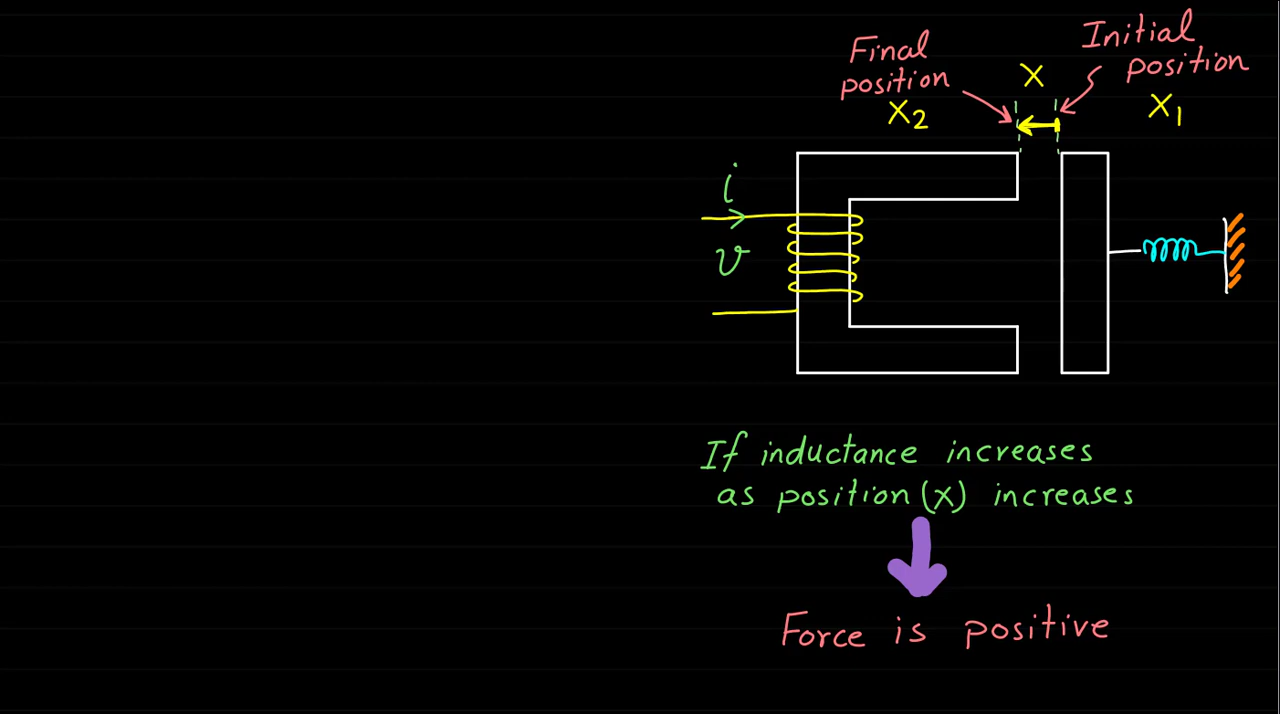 Final
position
X2
X
Initial
position
X1
i
v
If inductance increases
as position (x) increases
Force is positive